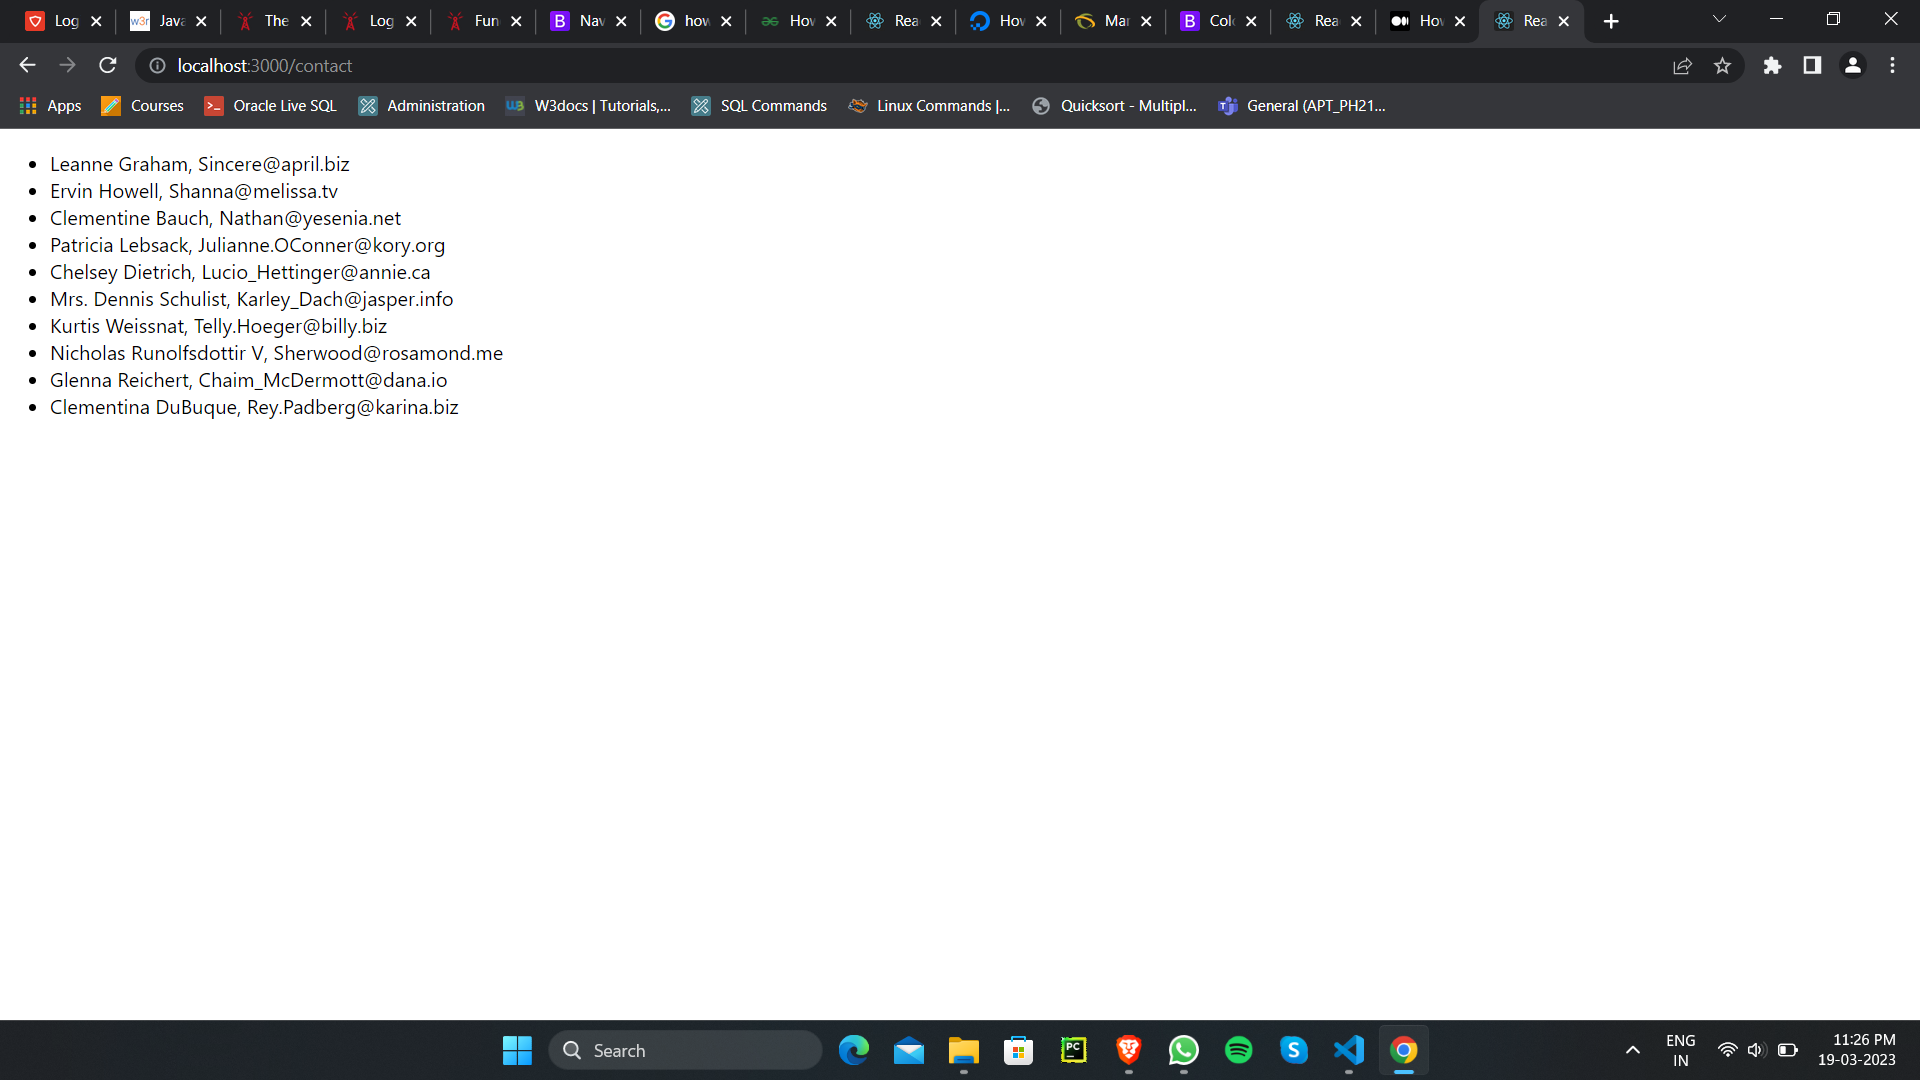 Log
Java
The
Log
Fun
Nav
how
How
Rea
How
Mar
Colo
Rea
How
Rea
localhost:3000/contact
Apps
Courses
Oracle Live SQL
Administration
W3docs | Tutorials,...
SQL Commands
Linux Commands |...
Quicksort - Multipl...
General (APT_PH21...
• Leanne Graham, Sincere@april.biz
• Ervin Howell, Shanna@melissa.tv
• Clementine Bauch, Nathan@yesenia.net
• Patricia Lebsack, Julianne.OConner@kory.org
• Chelsey Dietrich, Lucio_Hettinger@annie.ca
• Mrs. Dennis Schulist, Karley_Dach@jasper.info
• Kurtis Weissnat, Telly.Hoeger@billy.biz
• Nicholas Runolfsdottir V, Sherwood@rosamond.me
• Glenna Reichert, Chaim_McDermott@dana.io
• Clementina DuBuque, Rey.Padberg@karina.biz
Search
ENG
IN
11:26 PM
19-03-2023